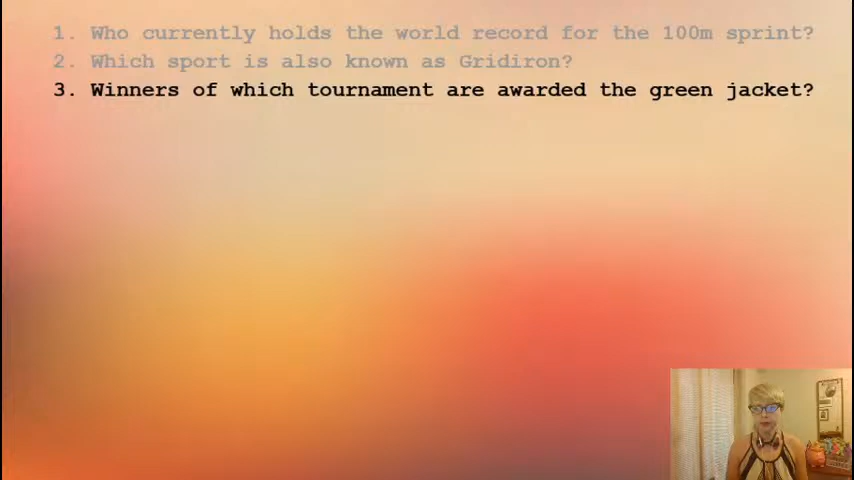 1. Who currently holds the world record for the 100m sprint?
2. Which sport is also known as Gridiron?
3. Winners of which tournament are awarded the green jacket?